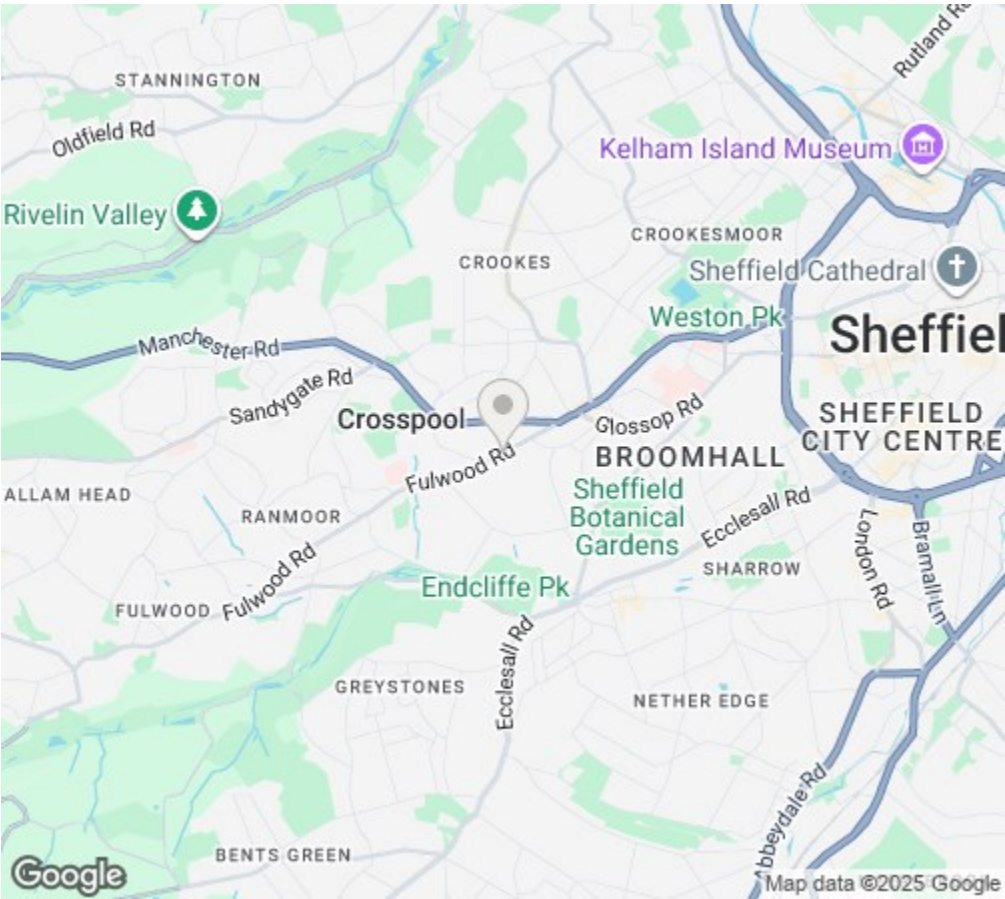 Rutland Rd
STANNINGTON
Oldfield Rd
Kelham Island Museum
Rivelin Valley
CROOKESMOOR
CROOKES
Sheffield Cathedral
Weston Pk
Sheffiel
Manchester Rd
Sandygate Rd
Crosspool
Glossop Rd
SHEFFIELD
CITY CENTRE
BROOMHALL
Fulwood Rd
Sheffield
Botanical
Gardens
ALLAM HEAD
RANMOOR
Ecclesall Rd
London Rd
Bramall Ln
SHARROW
Fulwood Rd
Endcliffe Pk
FULWOOD
Ecclesall Rd
GREYSTONES
NETHER EDGE
Abbeydale Rd
BENTS GREEN
Google
Map data ©2025 Google